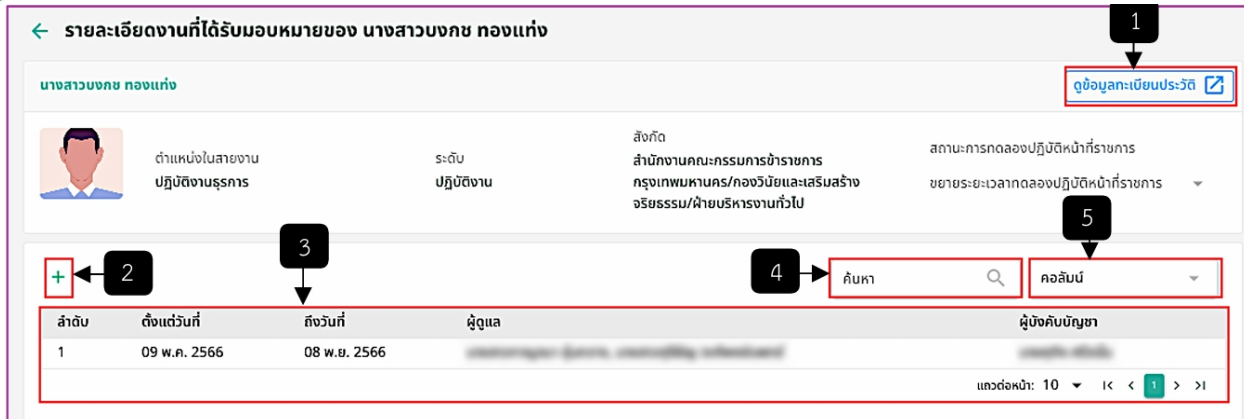 1
รายละเอียดงานที่ได้รับมอบหมายของ นางสาวบงกช ทองแท่ง
นางสาวบงกช ทองแท่ง
ดูข้อมูลทะเบียนประวัติ
ตำแหน่งในสายงาน
ปฏิบัติงานธุรการ
ระดับ
ปฏิบัติงาน
สังกัด
สำนักงานคณะกรรมการข้าราชการ
กรุงเทพมหานคร/กองวินัยและเสริมสร้าง
จริยธรรม/ฝ่ายบริหารงานทั่วไป
สถานะการทดลองปฏิบัติหน้าที่ราชการ
ขยายระยะเวลาทดลองปฏิบัติหน้าที่ราชการ
5
3
+ 2
4 ค้นหา
คอลัมน์
ลำดับ ตั้งแต่วันที่ ถึงวันที่ ผู้ดูแล ผู้บังคับบัญชา
1 09 พ.ค. 2566 08 พ.ย. 2566
แถวต่อหน้า: 10 1